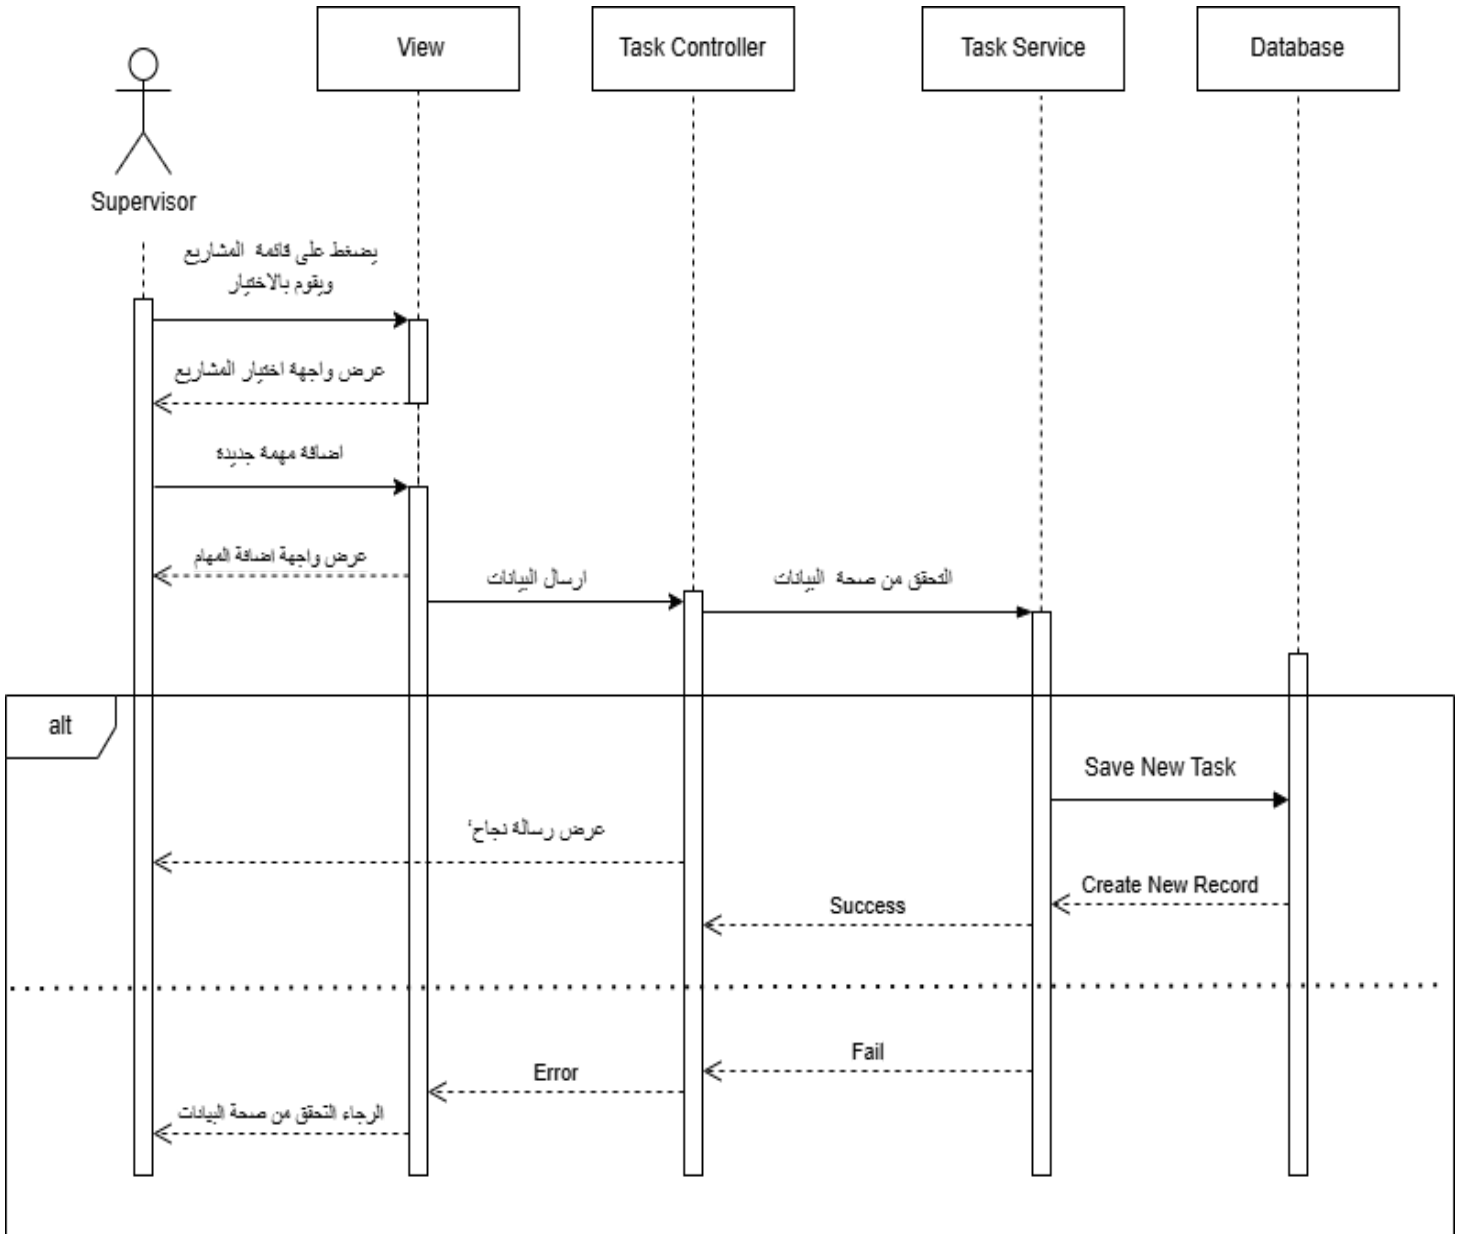 View
Task Controller
Task Service
Database
Supervisor
يضغط على قائمة المشاريع
ويقوم بالاختيار
عرض واجهة اختيار المشاريع
اضافة مهمة جديدة
عرض واجهة اضافة المهام
ارسال البيانات
التحقق من صحة البيانات
alt
Save New Task
عرض رسالة نجاح'
Create New Record
Success
Fail
Error
الرجاء التحقق من صحة البيانات